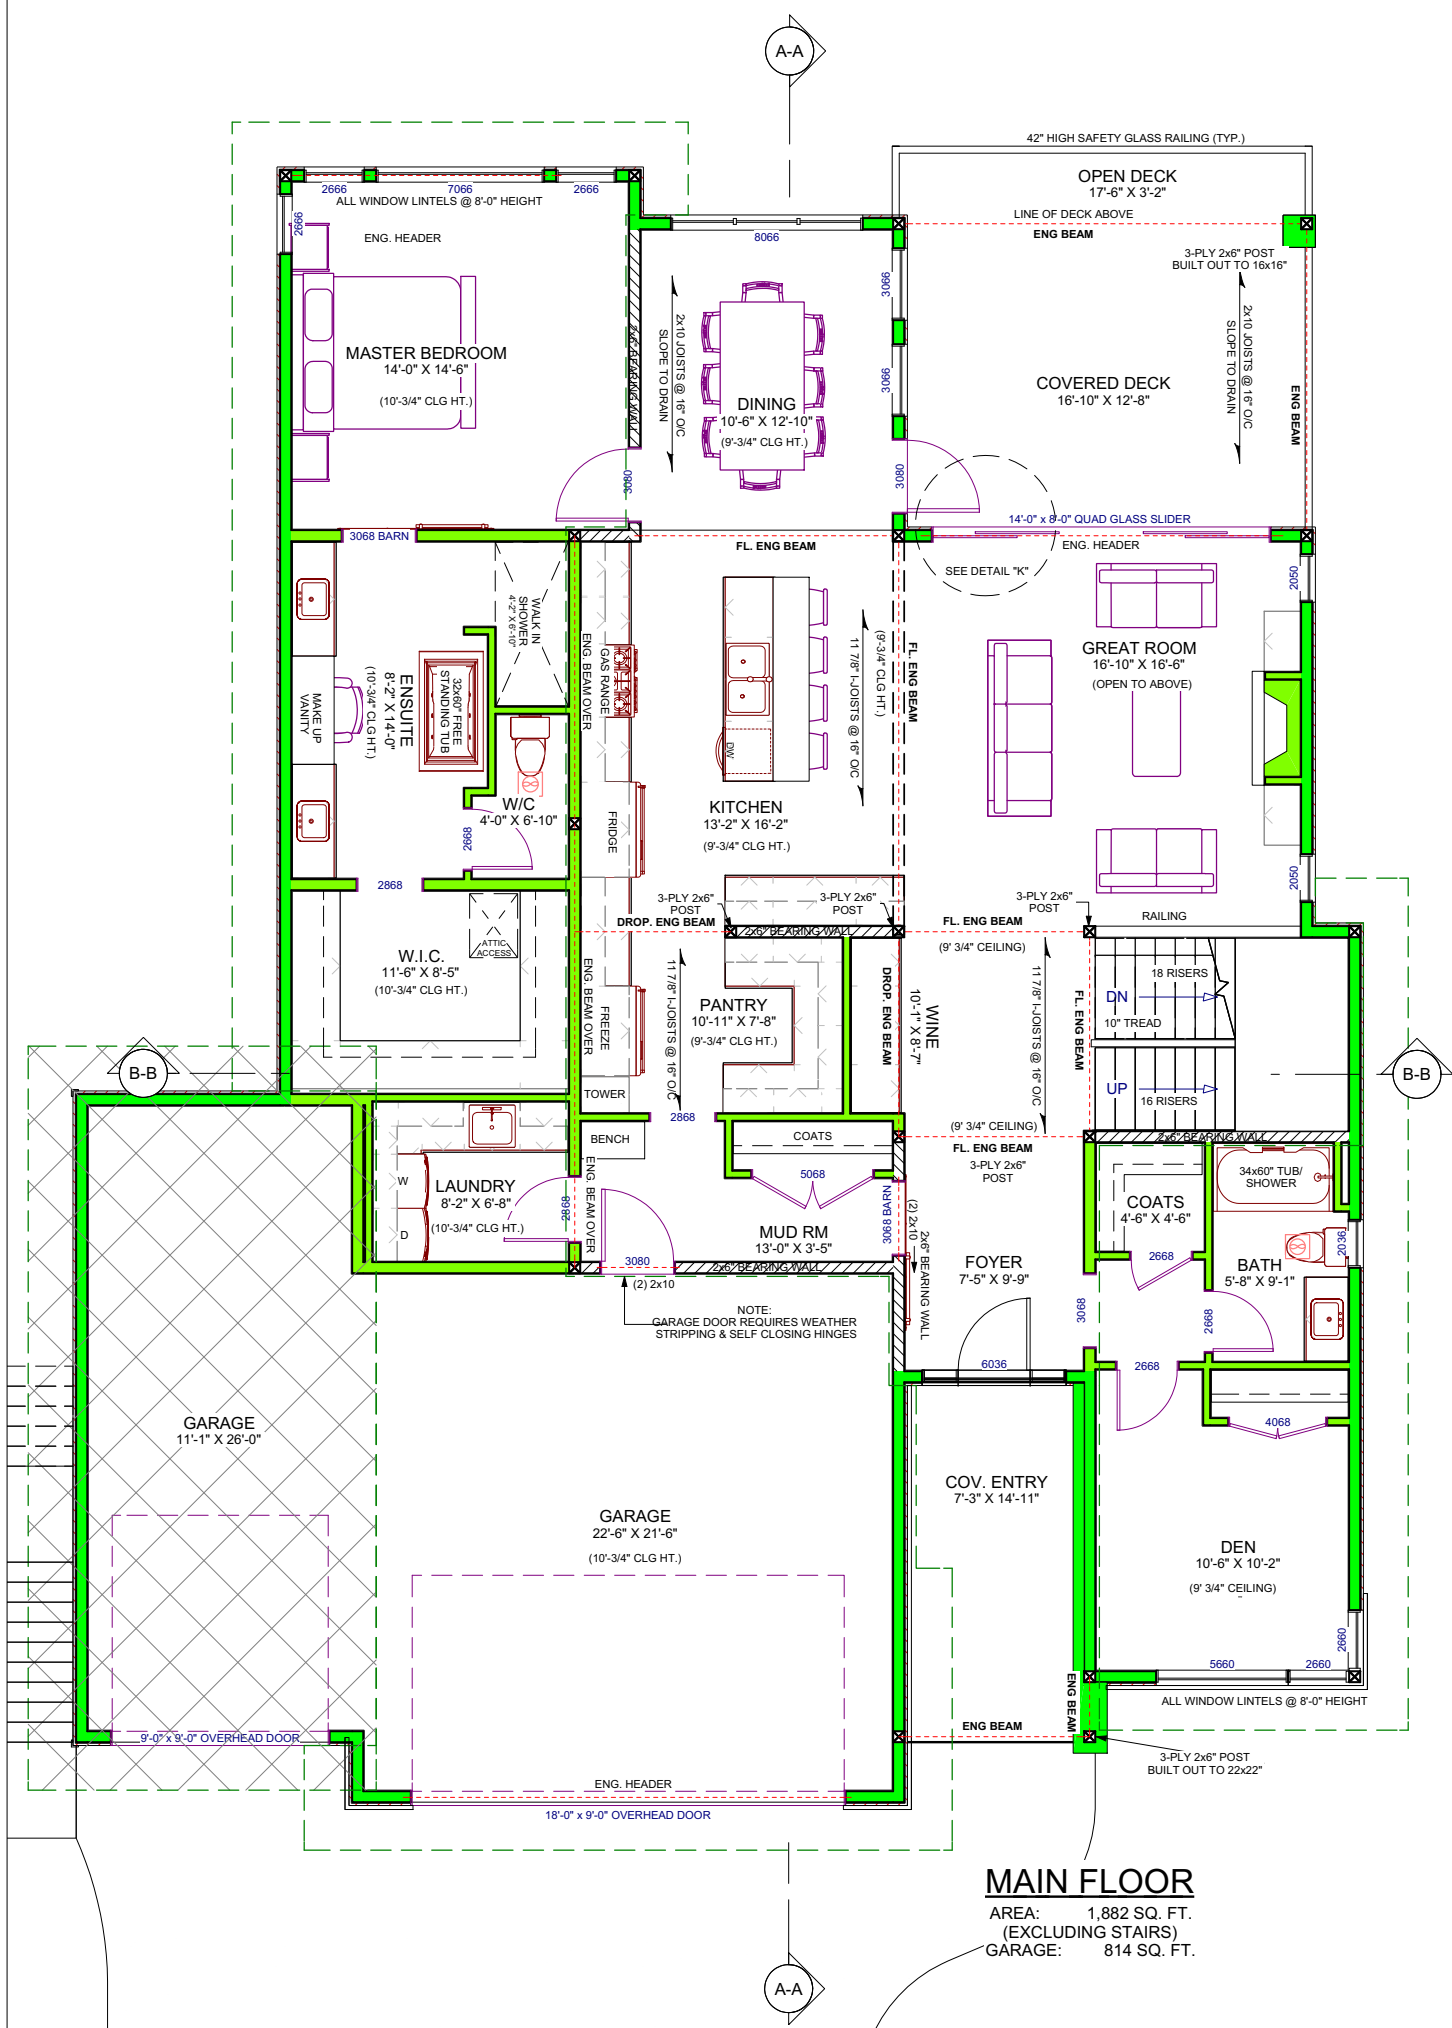 A-A
42" HIGH SAFETY GLASS RAILING (TYP.)
OPEN DECK
17'-6" X 3'-2"
LINE OF DECK ABOVE
ENG BEAM
3-PLY 2x6" POST
BUILT OUT TO 16x16"
2x10 JOISTS @ 16" O/C
SLOPE TO DRAIN
ENG BEAM
COVERED DECK
16'-10" X 12'-8"
2666
7066
2666
ALL WINDOW LINTELS @ 8'-0" HEIGHT
2666
ENG. HEADER
MASTER BEDROOM
14'-0" X 14'-6"
(10'-3/4" CLG HT.)
2x6" BEARING WALL
8066
3066
3066
2x10 JOISTS @ 16" O/C
SLOPE TO DRAIN
DINING
10'-6" X 12'-10"
(9'-3/4" CLG HT.)
3080
3080
14'-0" x 8'-0" QUAD GLASS SLIDER
ENG. HEADER
SEE DETAIL "K"
3068 BARN
FL. ENG BEAM
WALK IN
SHOWER
4'-2" X 6'-10"
32x60" FREE
STANDING TUB
ENSUITE
8'-2" X 14'-0"
(10'-3/4" CLG HT.)
MAKE UP
VANITY
W/C
4'-0" X 6'-10"
2668
ENG. BEAM OVER
GAS RANGE
FRIDGE
DW
KITCHEN
13'-2" X 16'-2"
(9'-3/4" CLG HT.)
11 7/8" I-JOISTS @ 16" O/C
(9'-3/4" CLG HT.)
FL. ENG BEAM
GREAT ROOM
16'-10" X 16'-6"
(OPEN TO ABOVE)
2050
2050
2868
ATTIC
ACCESS
W.I.C.
11'-6" X 8'-5"
(10'-3/4" CLG HT.)
3-PLY 2x6"
POST
DROP. ENG BEAM
3-PLY 2x6"
POST
2x6" BEARING WALL
FL. ENG BEAM
(9' 3/4" CEILING)
3-PLY 2x6"
POST
RAILING
ENG. BEAM OVER
FREEZE
TOWER
11 7/8" I-JOISTS @ 16" O/C
PANTRY
10'-11" X 7'-8"
(9'-3/4" CLG HT.)
DROP. ENG BEAM
WINE
10'-1" X 8'-7"
11 7/8" I-JOISTS @ 16" O/C
FL. ENG BEAM
18 RISERS
DN
10" TREAD
UP
16 RISERS
B-B
B-B
2868
BENCH
COATS
5068
(9' 3/4" CEILING)
FL. ENG BEAM
3-PLY 2x6"
POST
2x6" BEARING WALL
W
D
LAUNDRY
8'-2" X 6'-8"
(10'-3/4" CLG HT.)
2868
ENG. BEAM OVER
MUD RM
13'-0" X 3'-5"
3068 BARN
(2) 2x10
2x6" BEARING WALL
3080
(2) 2x10
2x6" BEARING WALL
NOTE:
GARAGE DOOR REQUIRES WEATHER
STRIPPING & SELF CLOSING HINGES
FOYER
7'-5" X 9'-9"
6036
3068
COATS
4'-6" X 4'-6"
2668
34x60" TUB/
SHOWER
BATH
5'-8" X 9'-1"
2036
2668
2668
4068
GARAGE
11'-1" X 26'-0"
GARAGE
22'-6" X 21'-6"
(10'-3/4" CLG HT.)
COV. ENTRY
7'-3" X 14'-11"
DEN
10'-6" X 10'-2"
(9' 3/4" CEILING)
2660
5660
2660
ALL WINDOW LINTELS @ 8'-0" HEIGHT
ENG BEAM
ENG BEAM
3-PLY 2x6" POST
BUILT OUT TO 22x22"
9'-0" x 9'-0" OVERHEAD DOOR
ENG. HEADER
18'-0" x 9'-0" OVERHEAD DOOR
MAIN FLOOR
AREA: 1,882 SQ. FT.
(EXCLUDING STAIRS)
GARAGE: 814 SQ. FT.
A-A